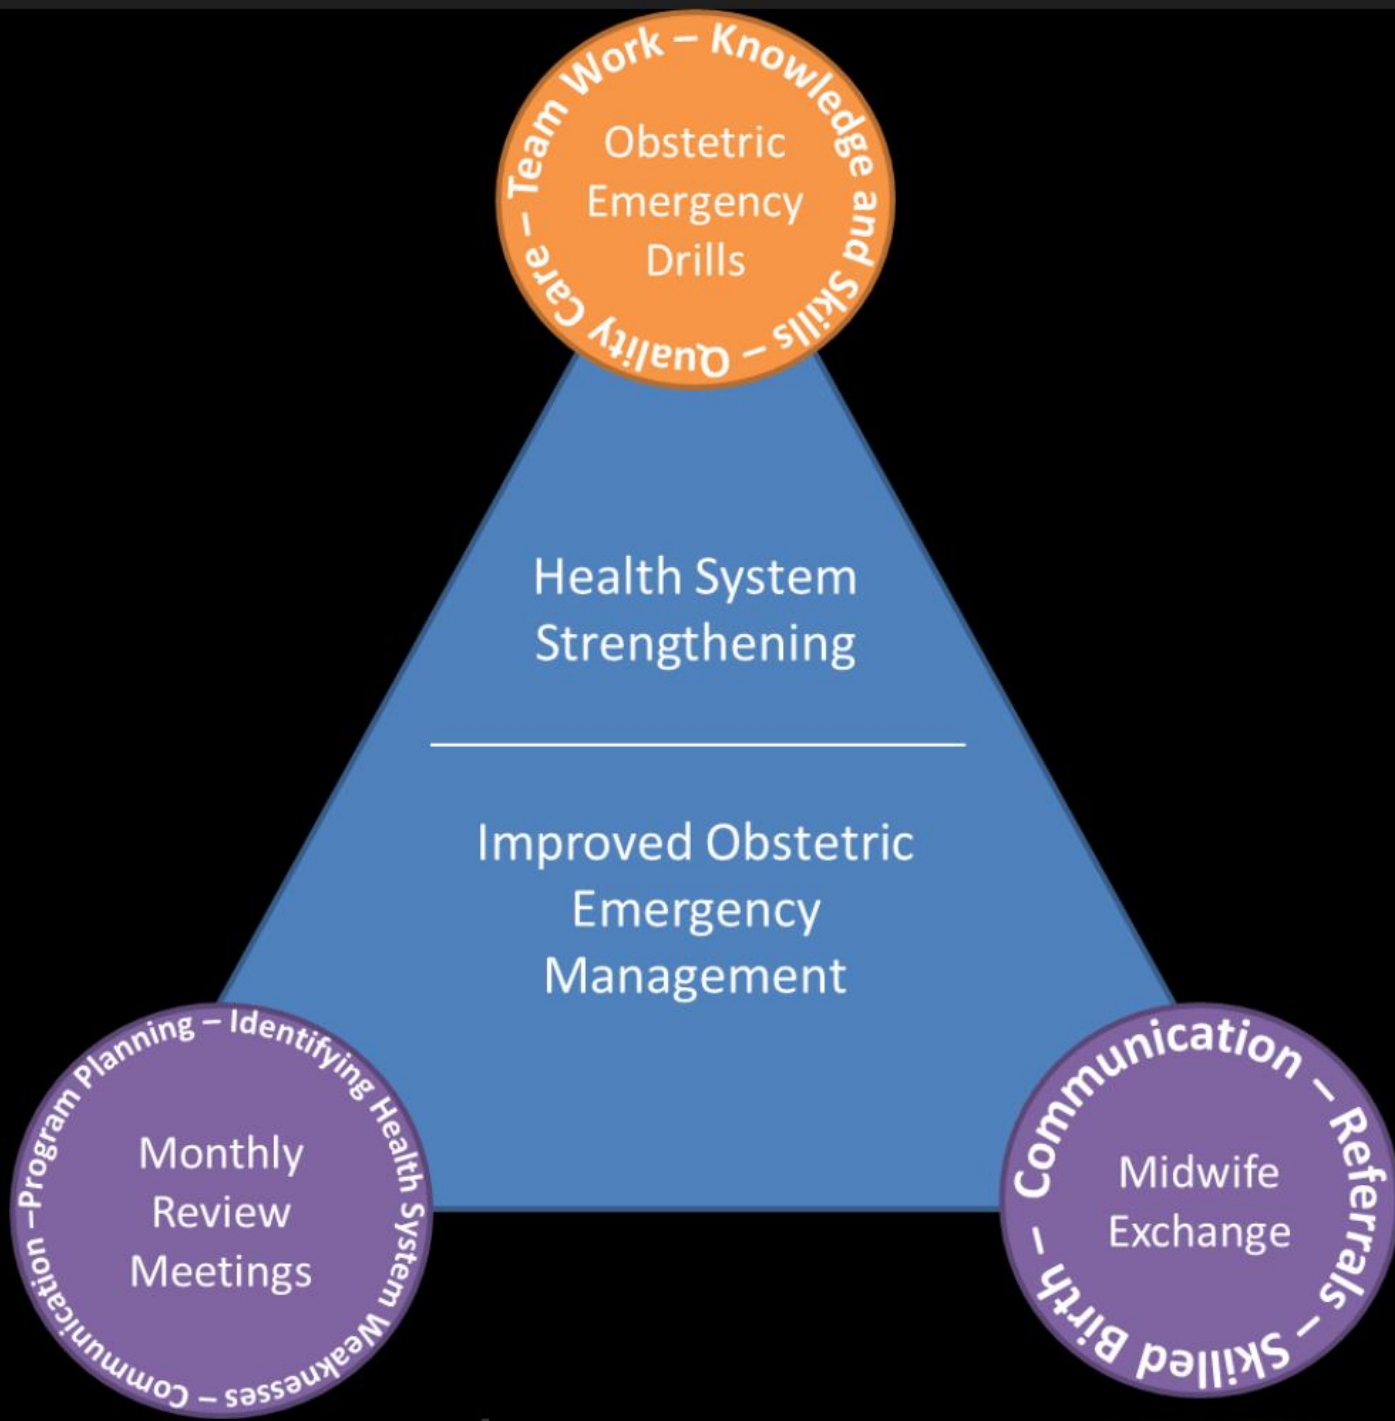 Team Work – Knowledge and Skills – Quality Care –
Obstetric
Emergency
Drills
Health System
Strengthening
Improved Obstetric
Emergency
Management
Program Planning – Identifying Health System Weaknesses – Communication –
Monthly
Review
Meetings
Communication – Referrals – Skilled Birth –
Midwife
Exchange